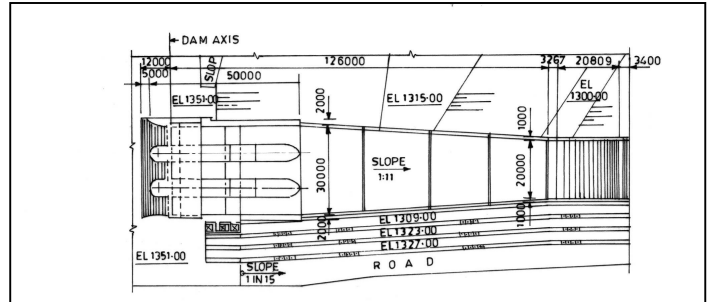 DAM AXIS
12000
126000
3267
20809
3400
5000
SLOP
50000
EL
1300·00
EL 1351·00
EL 1315·00
2000
1000
30000
SLOPE
1:11
20000
2000
1000
EL 1309·00
EL 1323·00
EL 1327·00
EL 1351·00
SLOPE
1 IN 15
ROAD